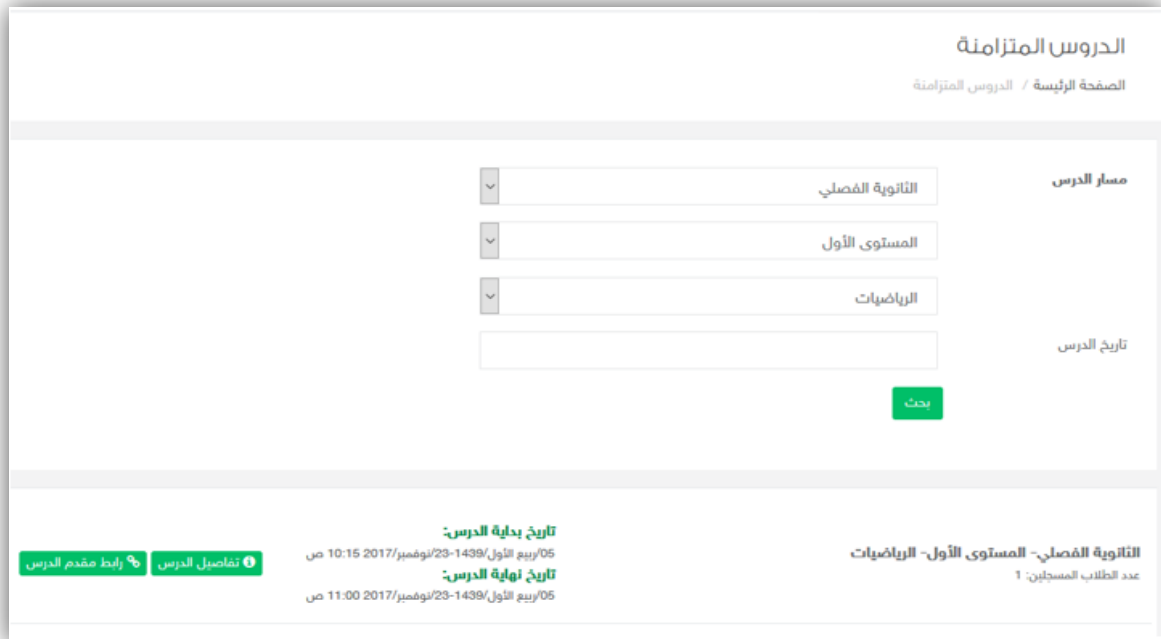 الدروس المتزامنة
الصفحة الرئيسة / الدروس المتزامنة
مسار الدرس
الثانوية الفصلي
المستوى الأول
الرياضيات
تاريخ الدرس
بحث
الثانوية الفصلي- المستوى الأول- الرياضيات
عدد الطلاب المسجلين: 1
تاريخ بداية الدرس:
05/ربيع الأول/1439-23/نوفمبر/2017 10:15 ص
تاريخ نهاية الدرس:
05/ربيع الأول/1439-23/نوفمبر/2017 11:00 ص
تفاصيل الدرس
رابط مقدم الدرس